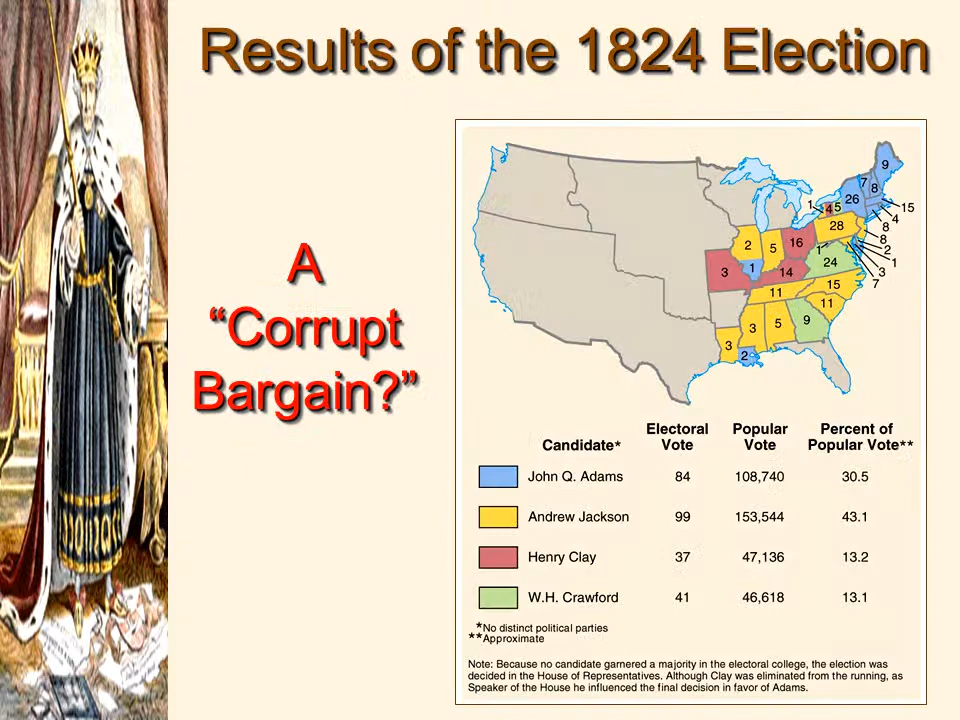 Results of the 1824 Election
A
“Corrupt
Bargain?”
9
7
8
1
4
5
26
15
4
8
28
8
2
1
3
7
2
5
16
1
24
3
1
14
15
11
11
3
5
9
3
2
Candidate*
Electoral
Vote
Popular
Vote
Percent of
Popular Vote**
John Q. Adams 84 108,740 30.5
Andrew Jackson 99 153,544 43.1
Henry Clay 37 47,136 13.2
W.H. Crawford 41 46,618 13.1
*No distinct political parties
**Approximate
Note: Because no candidate garnered a majority in the electoral college, the election was
decided in the House of Representatives. Although Clay was eliminated from the running, as
Speaker of the House he influenced the final decision in favor of Adams.